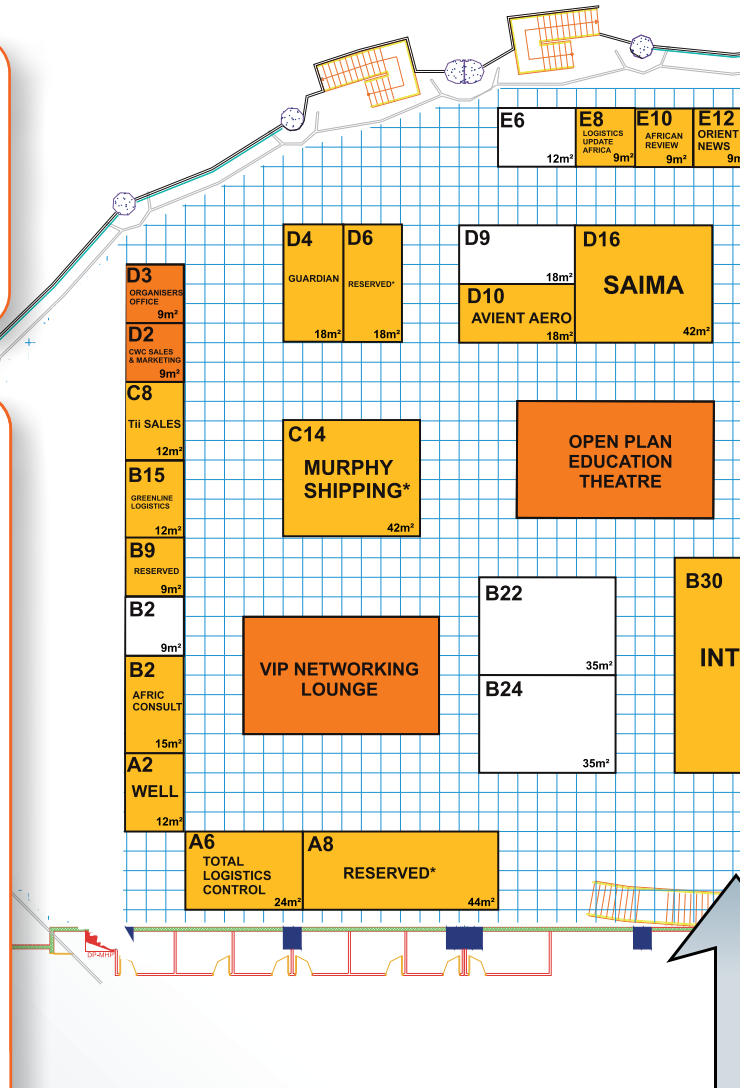 E6
12m²
E8
LOGISTICS
UPDATE
AFRICA
9m²
E10
AFRICAN
REVIEW
9m²
E12
ORIENT
NEWS
9m
D4
GUARDIAN
18m²
D6
RESERVED*
18m²
D9
18m²
D10
AVIENT AERO
18m²
D16
SAIMA
42m²
D3
ORGANISERS
OFFICE
9m²
D2
CWC SALES
& MARKETING
9m²
C8
Tii SALES
12m²
B15
GREENLINE
LOGISTICS
12m²
B9
RESERVED
9m²
B2
9m²
B2
AFRIC
CONSULT
15m²
A2
WELL
12m²
C14
MURPHY
SHIPPING*
42m²
OPEN PLAN
EDUCATION
THEATRE
VIP NETWORKING
LOUNGE
B22
35m²
B24
35m²
B30
INT
A6
TOTAL
LOGISTICS
CONTROL
24m²
A8
RESERVED*
44m²
DP-MHP